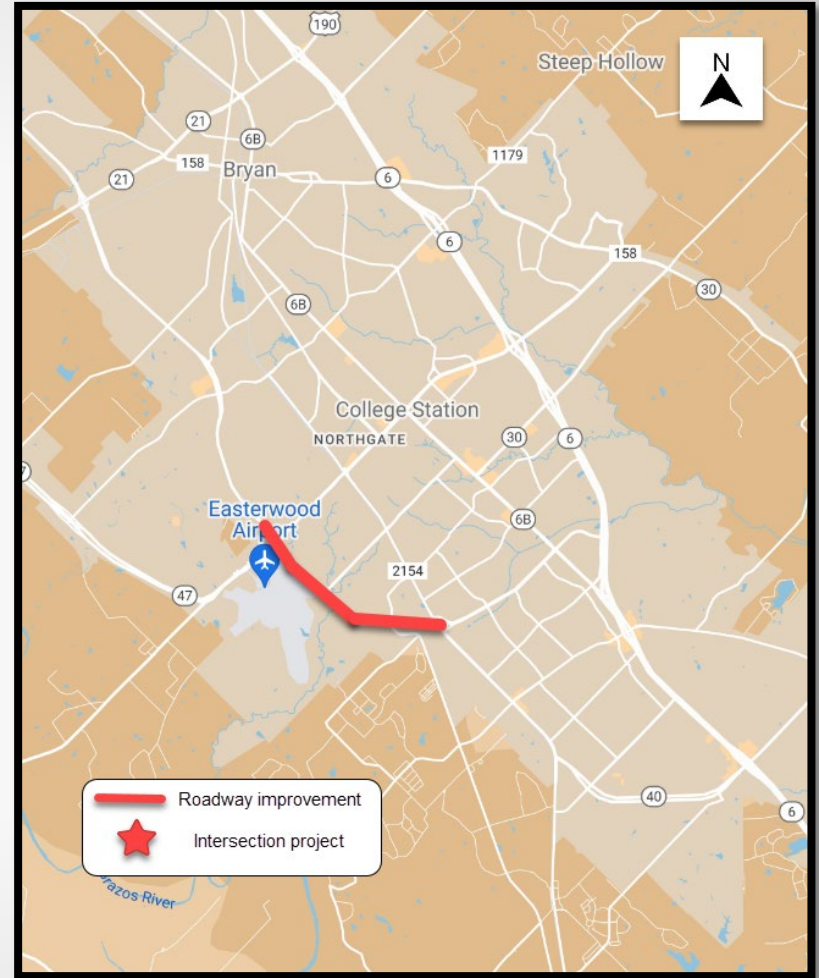 190
Steep Hollow
N
21
6B
1179
158
Bryan
21
6
6
158
30
6B
College Station
NORTHGATE
30
6
Easterwood
Airport
6B
2154
47
40
6
Roadway improvement
Intersection project
Brazos River